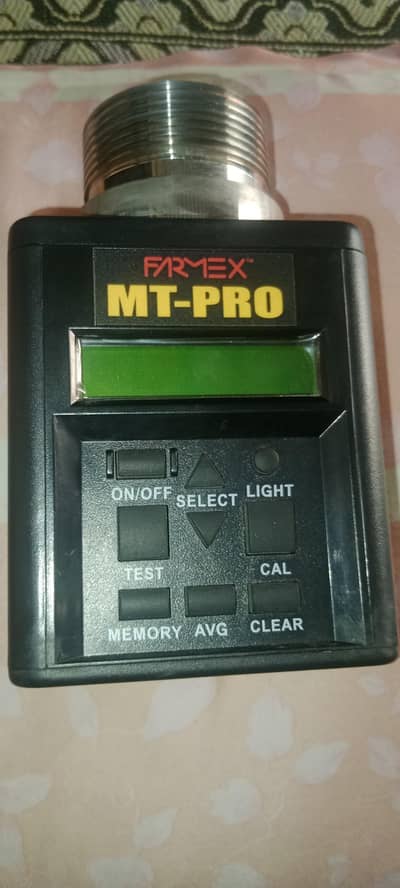 FARMEX™
MT-PRO
ON/OFF SELECT LIGHT
TEST CAL
MEMORY AVG CLEAR